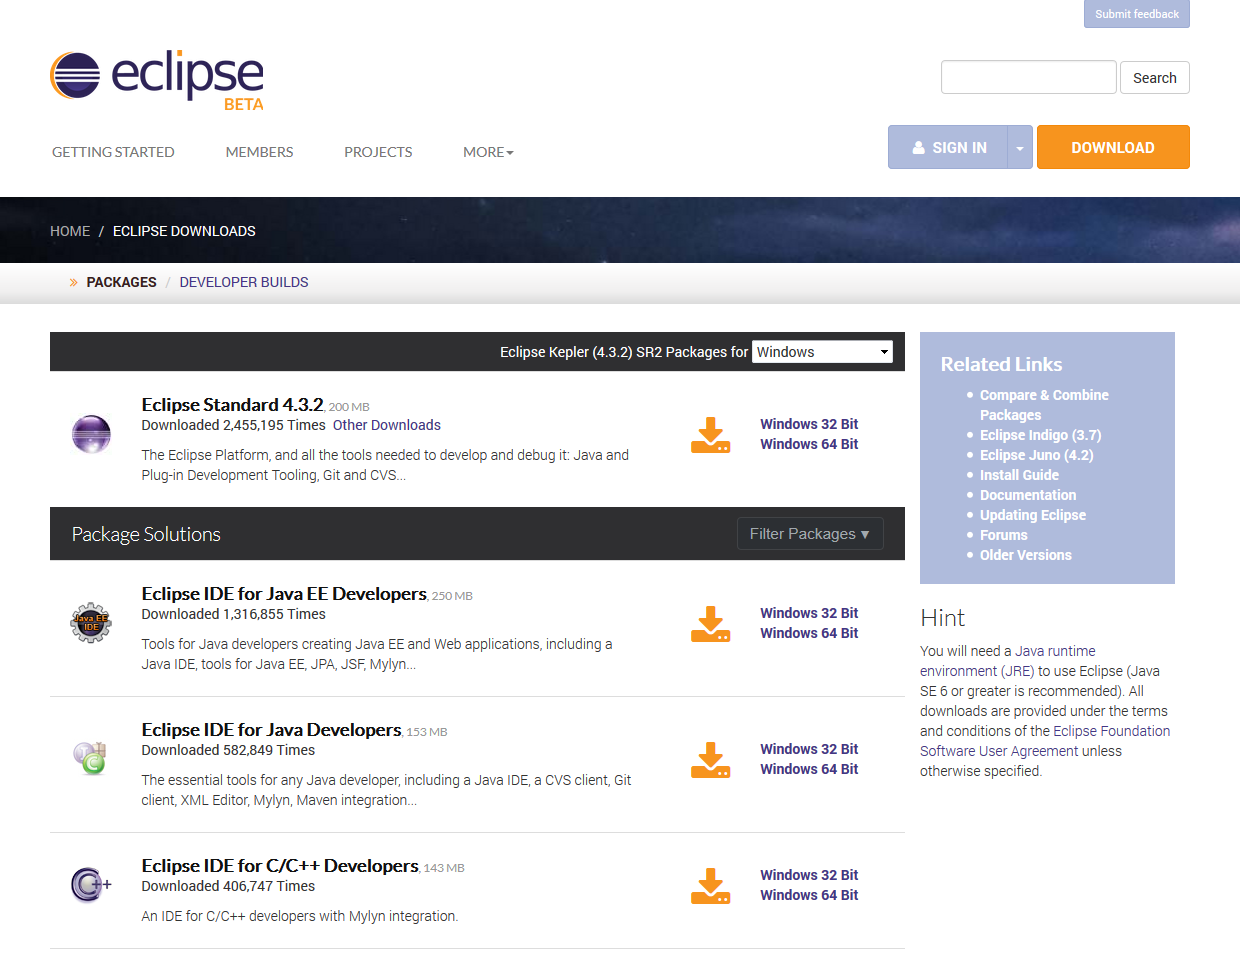 Submit feedback
eclipse
BETA
Search
GETTING STARTED
MEMBERS
PROJECTS
MORE
SIGN IN
DOWNLOAD
HOME / ECLIPSE DOWNLOADS
» PACKAGES / DEVELOPER BUILDS
Eclipse Kepler (4.3.2) SR2 Packages for Windows
Eclipse Standard 4.3.2, 200 MB
Downloaded 2,455,195 Times Other Downloads
The Eclipse Platform, and all the tools needed to develop and debug it: Java and
Plug-in Development Tooling, Git and CVS...
Windows 32 Bit
Windows 64 Bit
Package Solutions
Filter Packages ▼
Java EE
IDE
Eclipse IDE for Java EE Developers, 250 MB
Downloaded 1,316,855 Times
Tools for Java developers creating Java EE and Web applications, including a
Java IDE, tools for Java EE, JPA, JSF, Mylyn...
Windows 32 Bit
Windows 64 Bit
Eclipse IDE for Java Developers, 153 MB
Downloaded 582,849 Times
The essential tools for any Java developer, including a Java IDE, a CVS client, Git
client, XML Editor, Mylyn, Maven integration...
Windows 32 Bit
Windows 64 Bit
C++
Eclipse IDE for C/C++ Developers, 143 MB
Downloaded 406,747 Times
An IDE for C/C++ developers with Mylyn integration.
Windows 32 Bit
Windows 64 Bit
Related Links
Compare & Combine
Packages
Eclipse Indigo (3.7)
Eclipse Juno (4.2)
Install Guide
Documentation
Updating Eclipse
Forums
Older Versions
Hint
You will need a Java runtime
environment (JRE) to use Eclipse (Java
SE 6 or greater is recommended). All
downloads are provided under the terms
and conditions of the Eclipse Foundation
Software User Agreement unless
otherwise specified.